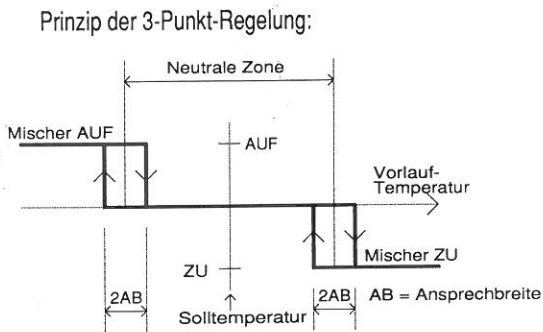 Prinzip der 3-Punkt-Regelung:
Neutrale Zone
Mischer AUF
AUF
Vorlauf-
Temperatur
Mischer ZU
ZU
2AB
2AB
AB = Ansprechbreite
Solltemperatur